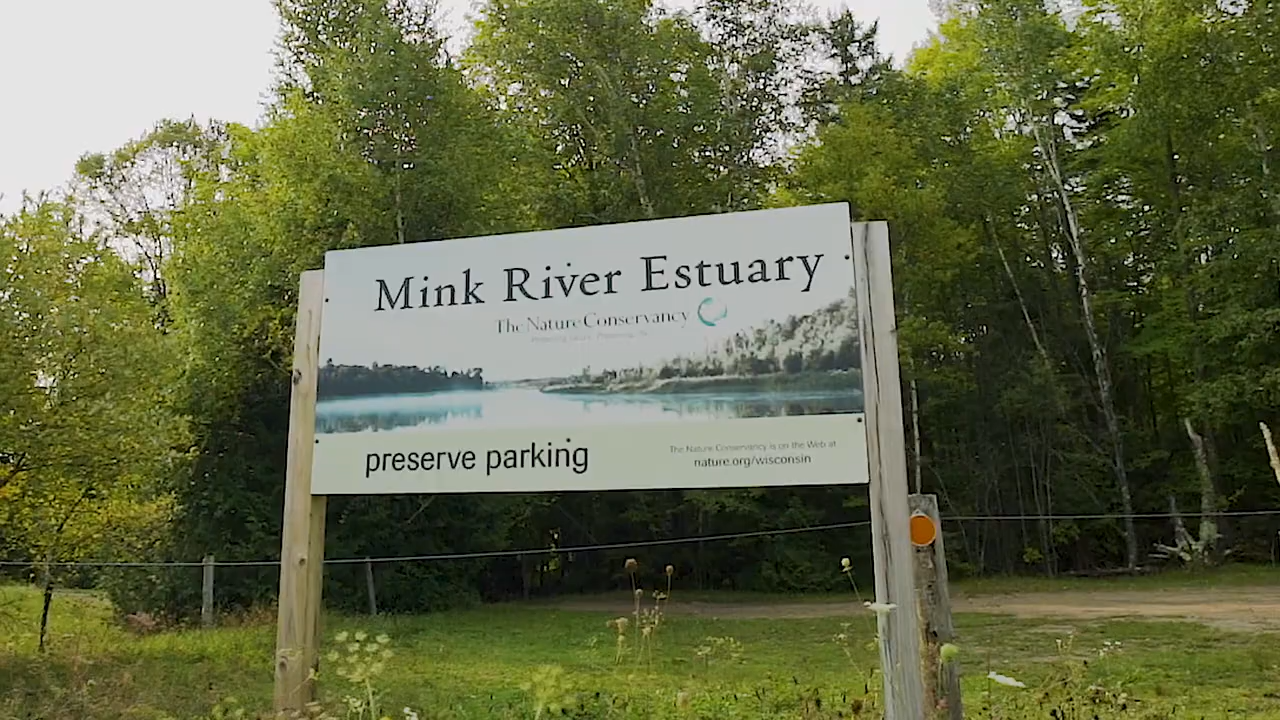 Mink River Estuary
The Nature Conservancy
preserve parking
The Nature Conservancy is on the Web at
nature.org/wisconsin